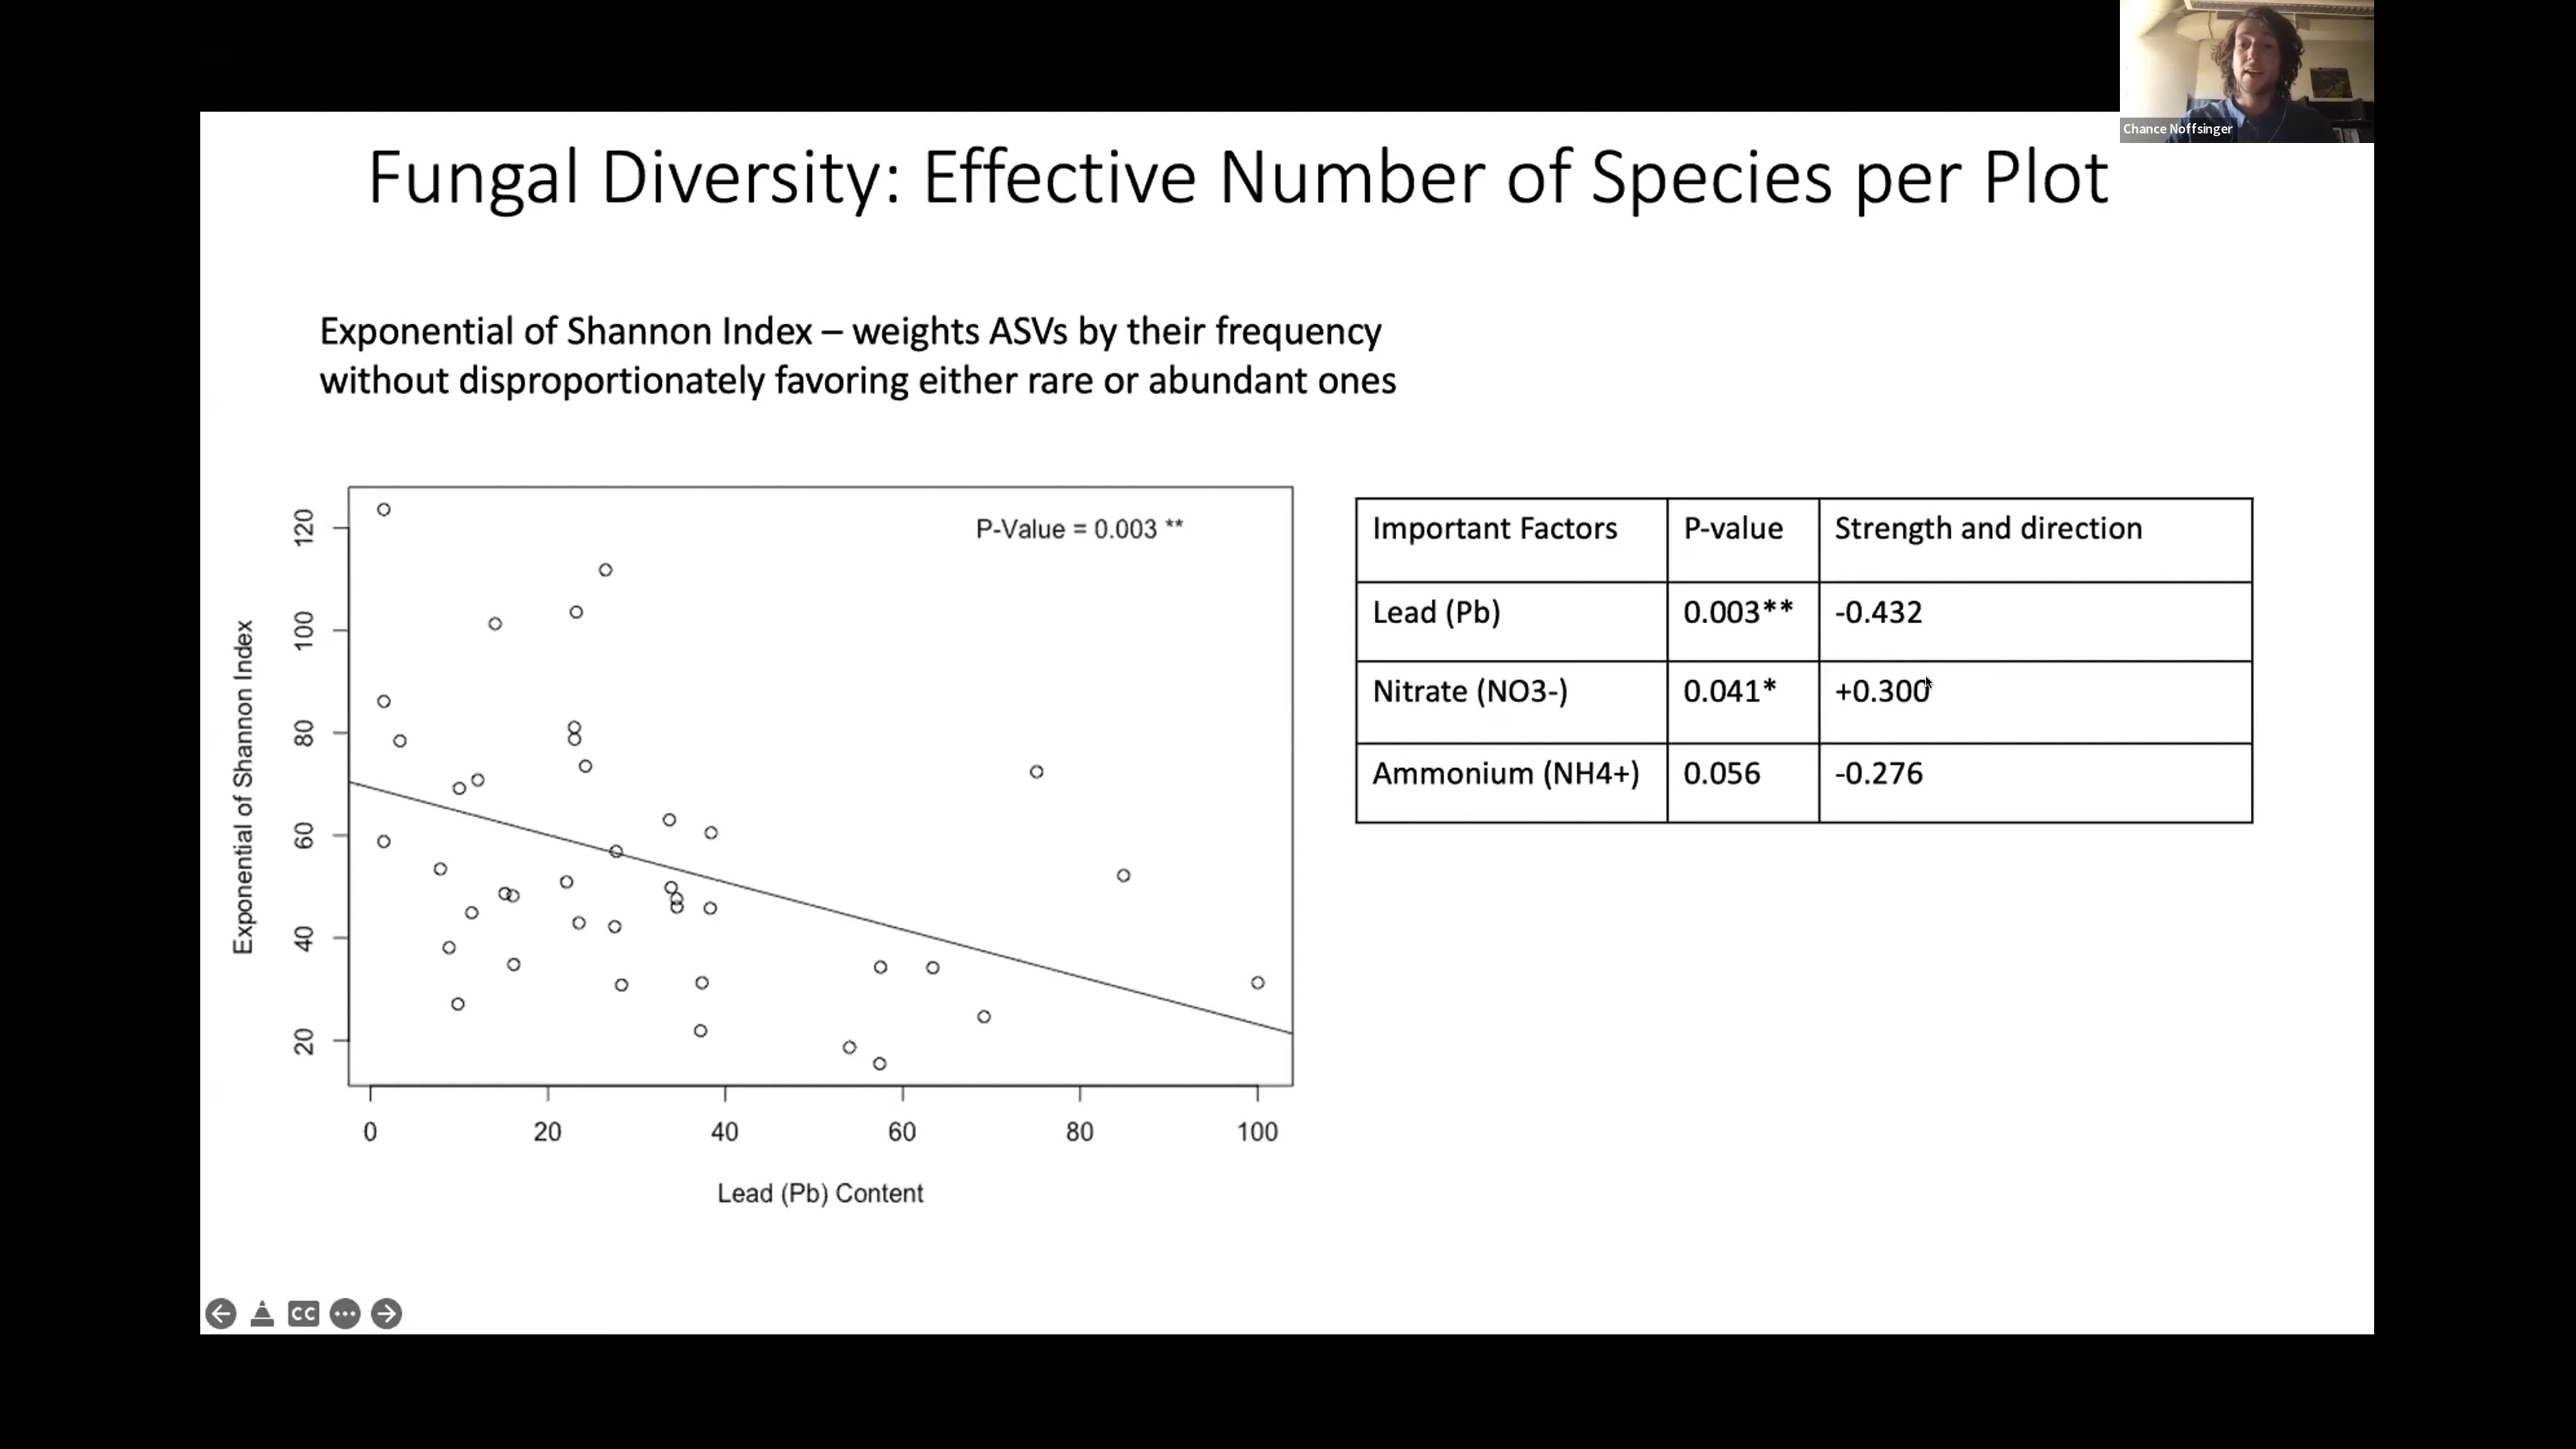 Chance Noffsinger
Fungal Diversity: Effective Number of Species per Plot
Exponential of Shannon Index – weights ASVs by their frequency
without disproportionately favoring either rare or abundant ones
P-Value = 0.003 **
Exponential of Shannon Index
120
100
80
60
40
20
0 20 40 60 80 100
Lead (Pb) Content
Important Factors P-value Strength and direction
Lead (Pb) 0.003** -0.432
Nitrate (NO3-) 0.041* +0.300
Ammonium (NH4+) 0.056 -0.276
CC